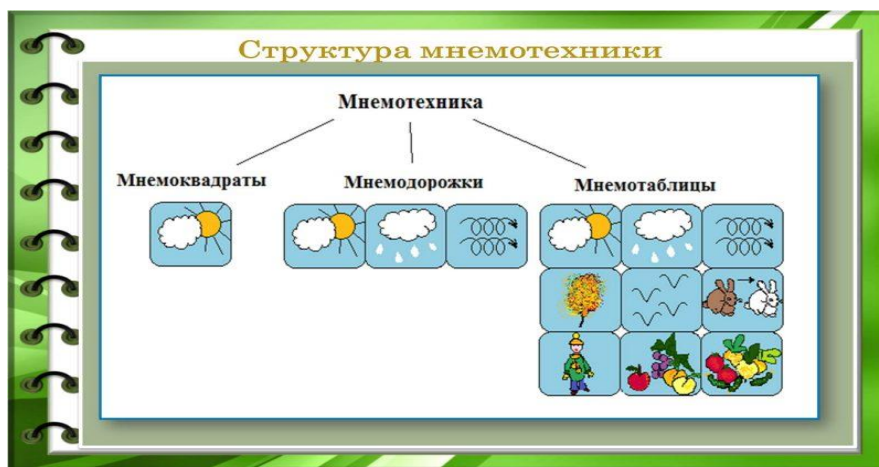 Структура мнемотехники
Мнемотехника
Мнемоквадраты
Мнемодорожки
Мнемотаблицы